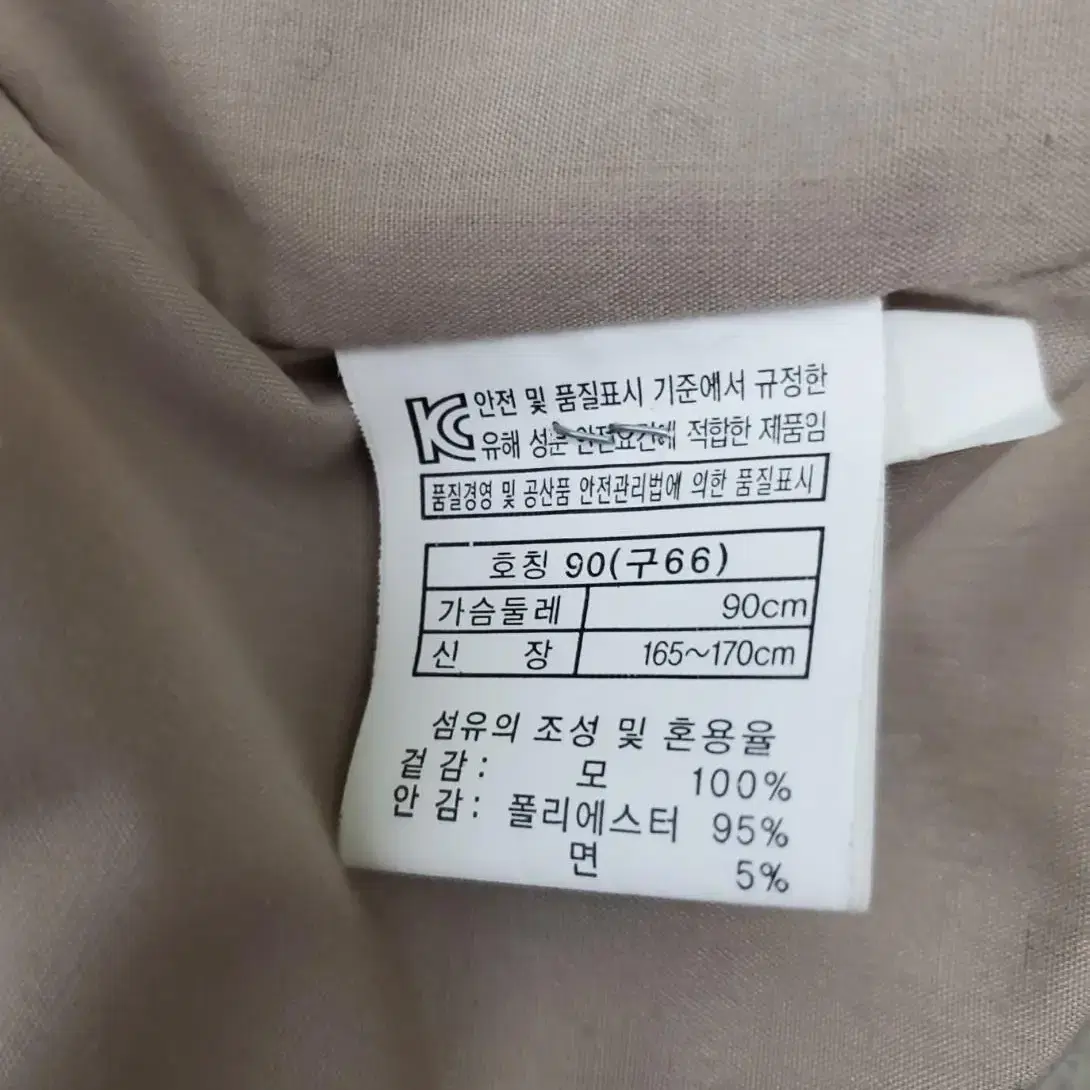 KC 안전 및 품질표시 기준에서 규정한
유해 성분 안전요건에 적합한 제품임
품질경영 및 공산품 안전관리법에 의한 품질표시
호칭 90(구66)
가슴둘레 90cm
신 장 165~170cm
섬유의 조성 및 혼용율
겉 감 : 모 100%
안 감 : 폴리에스터 95%
면 5%